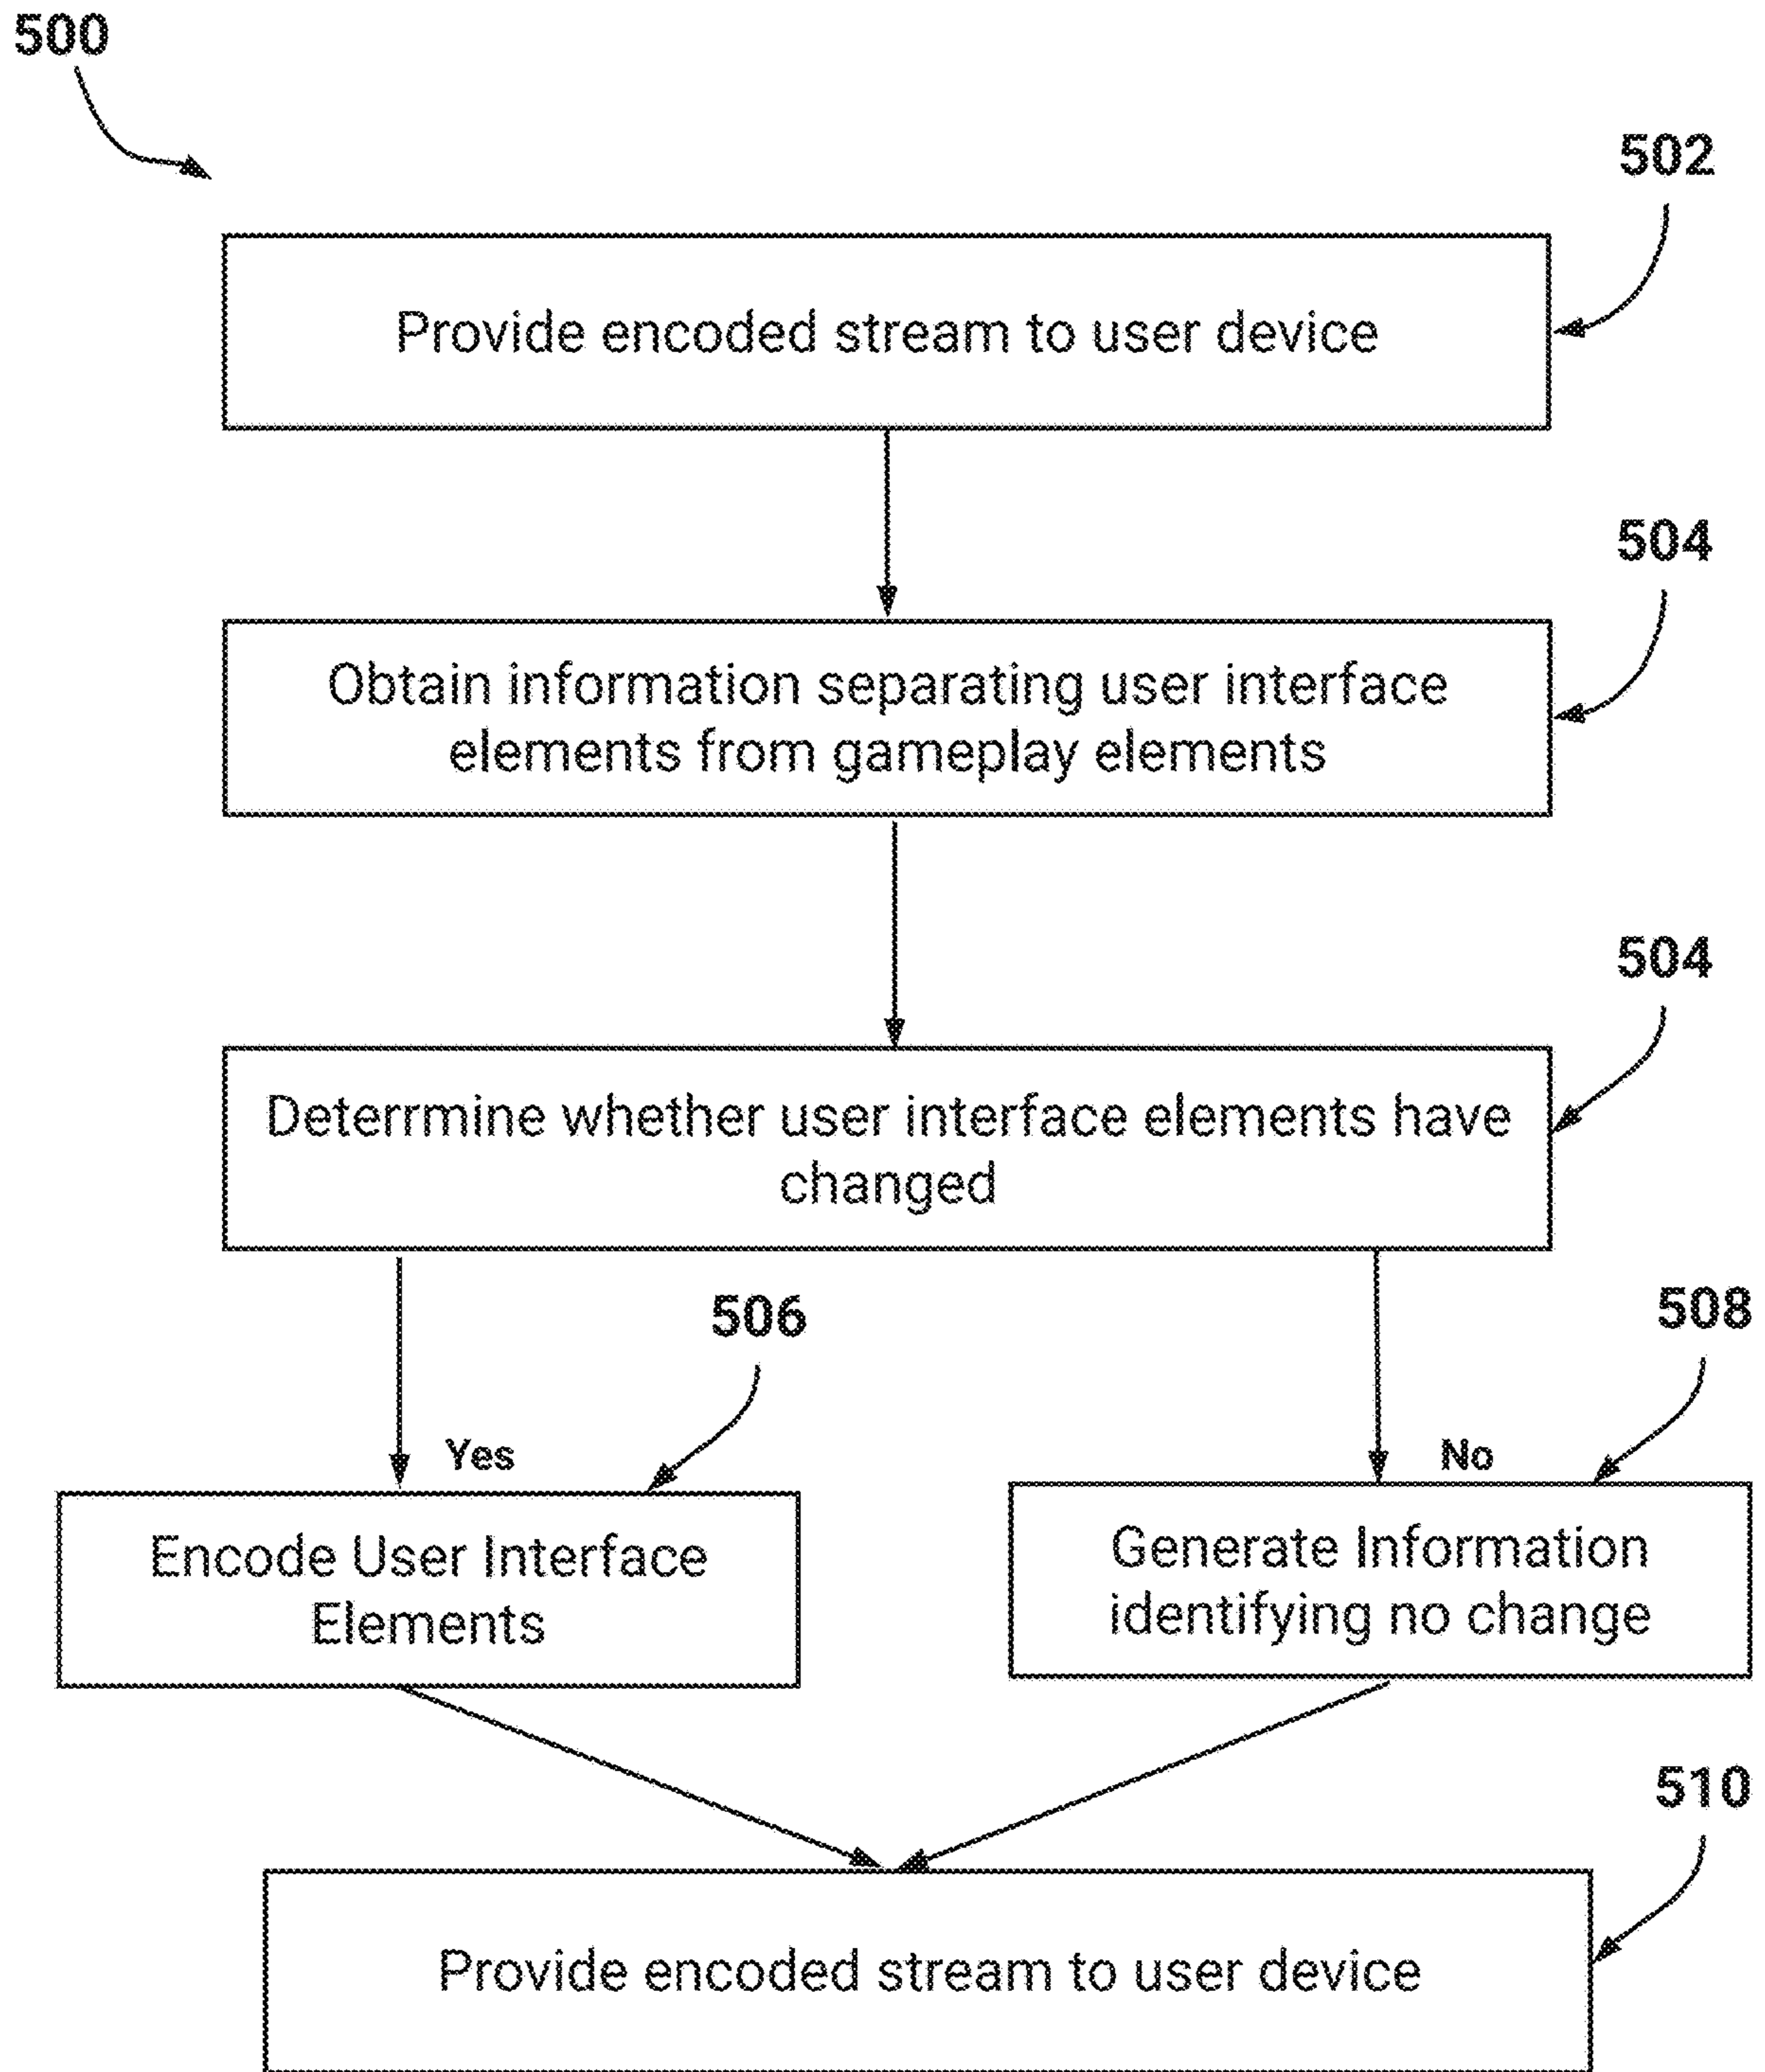 500
502
Provide encoded stream to user device
504
Obtain information separating user interface
elements from gameplay elements
504
Deterrmine whether user interface elements have
changed
506
508
Yes
No
Encode User Interface
Elements
Generate Information
identifying no change
510
Provide encoded stream to user device